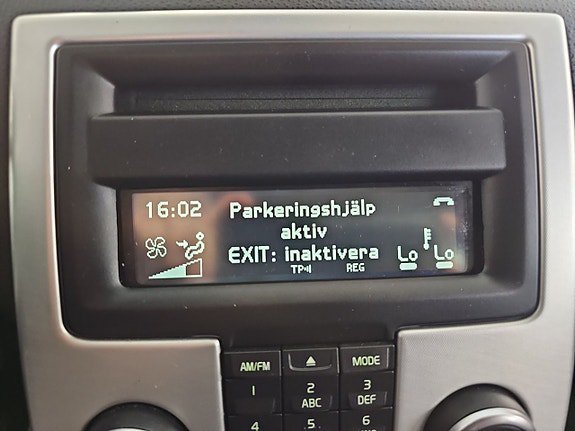 16:02 Parkeringshjälp
aktiv
EXIT: inaktivera
Lo Lo
TP REG
AM/FM MODE
1 2 3
ABC DEF
4 5 6